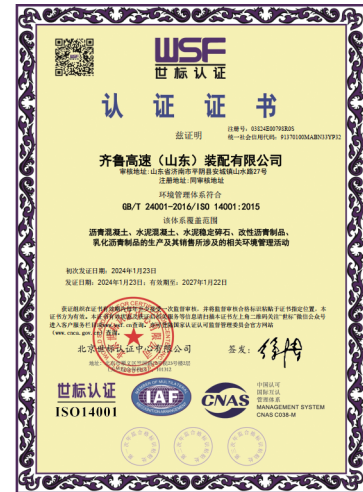 WSF
世标认证
认证证书
兹证明
注册号：03824E00798R0S
统一社会信用代码：91370100MABN33YP32
齐鲁高速（山东）装配有限公司
审核地址：山东省济南市平阴县安城镇山水路27号
注册地址：同审核地址
环境管理体系符合
GB/T 24001-2016/ISO 14001:2015
该体系覆盖范围
沥青混凝土、水泥混凝土、水泥稳定碎石、改性沥青制品、
乳化沥青制品的生产及其销售所涉及的相关环境管理活动
初次发证日期：2024年1月23日
发证日期：2024年1月23日；有效期至：2027年1月22日
北京世标认证中心有限公司
签发：
世标认证
ISO14001
IAF
CNAS
中国认可
国际互认
管理体系
MANAGEMENT SYSTEM
CNAS C038-M